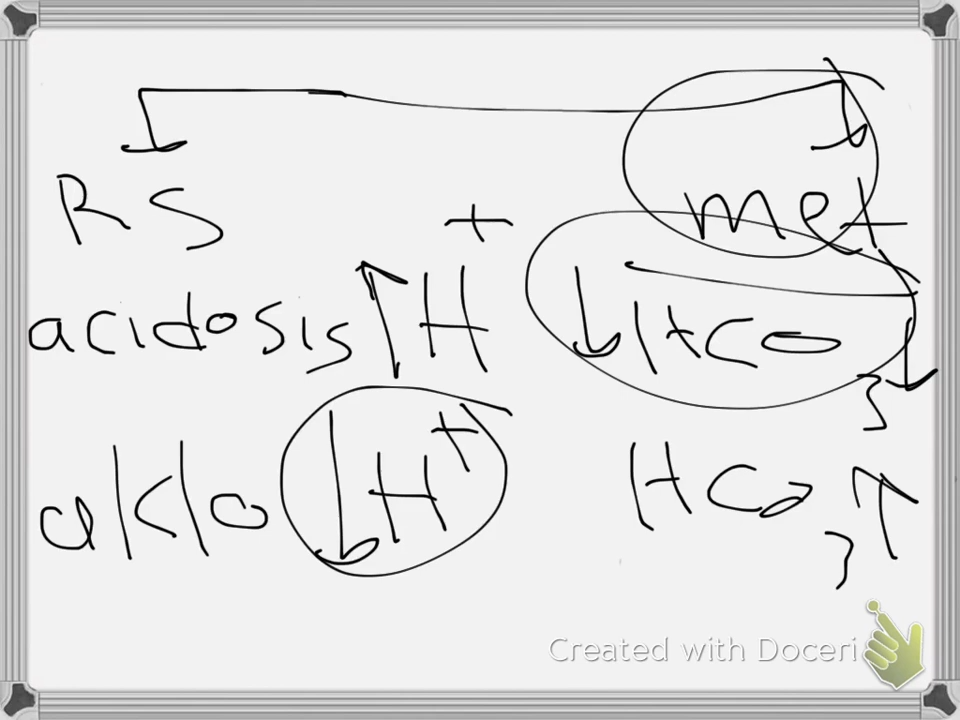 RS met
acidosis ↑H+ ↓HCO3↓
alklo ↓H+ HCO3↑
Created with Doceri